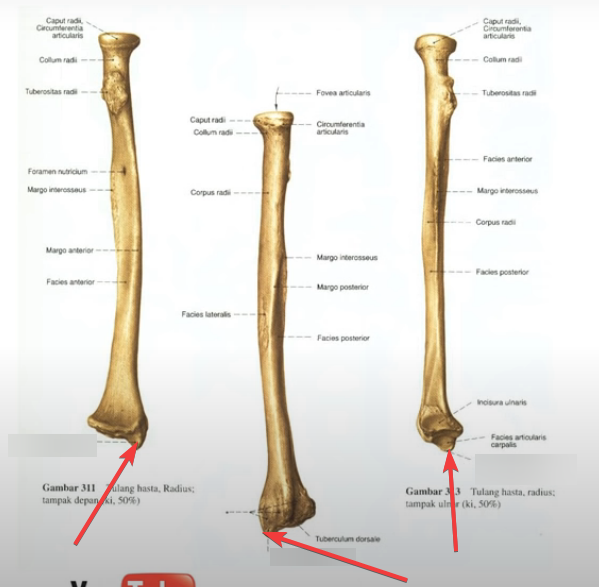 Caput radii,
Circumferentia
articularis
Collum radii
Tuberositas radii
Foramen nutricium
Margo interosseus
Margo anterior
Facies anterior
Gambar 311 Tulang hasta, Radius;
tampak depan (ki, 50%)
Fovea articularis
Caput radii
Collum radii
Circumferentia
articularis
Corpus radii
Margo interosseus
Margo posterior
Facies lateralis
Facies posterior
Tuberculum dorsale
Caput radii,
Circumferentia
articularis
Collum radii
Tuberositas radii
Facies anterior
Margo interosseus
Corpus radii
Facies posterior
Incisura ulnaris
Facies articularis
carpalis
Gambar 313 Tulang hasta, radius;
tampak ulnar (ki, 50%)